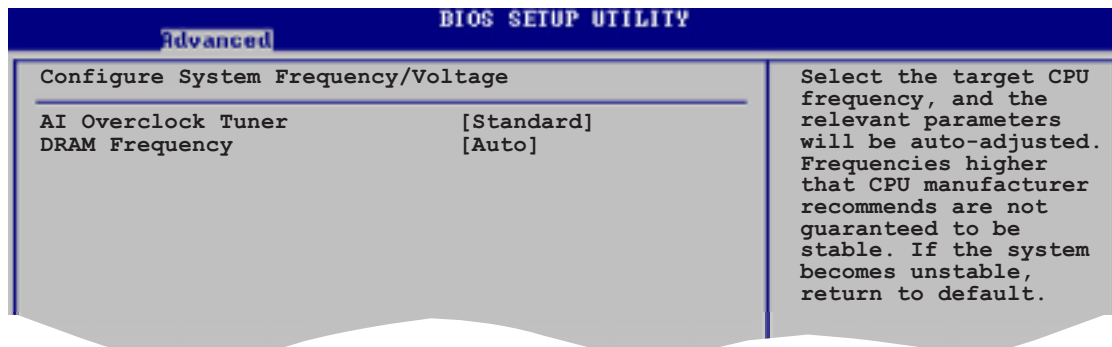 BIOS SETUP UTILITY
Advanced
Configure System Frequency/Voltage
AI Overclock Tuner [Standard]
DRAM Frequency [Auto]
Select the target CPU
frequency, and the
relevant parameters
will be auto-adjusted.
Frequencies higher
that CPU manufacturer
recommends are not
guaranteed to be
stable. If the system
becomes unstable,
return to default.